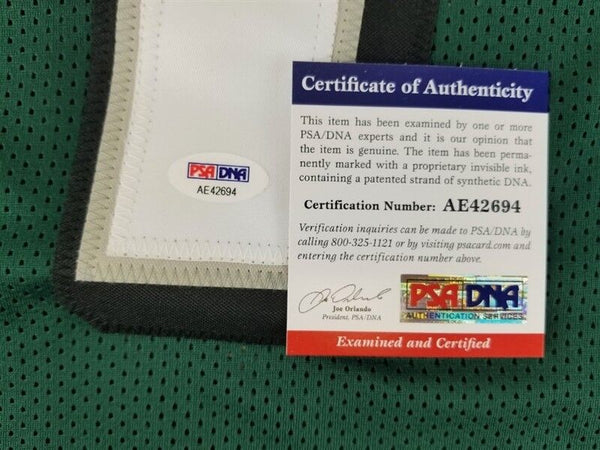 PSA DNA
AE42694
Certificate of Authenticity
This item has been examined by one or more
PSA/DNA experts and it is our opinion that
the item is genuine. The item has been perma-
nently marked with a proprietary invisible ink,
containing a patented strand of synthetic DNA.
Certification Number: AE42694
Verification inquiries can be made to PSA/DNA by
calling 800-325-1121 or by visiting psacard.com and
entering the certification number above.
Joe Orlando
President, PSA/DNA
PSA DNA
AUTHENTICATION SERVICES
Examined and Certified